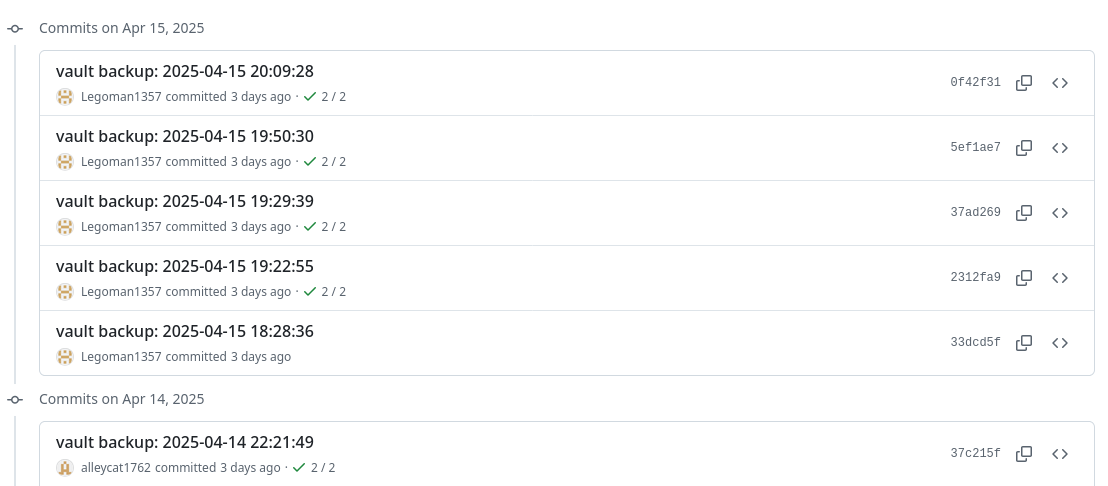 Commits on Apr 15, 2025
vault backup: 2025-04-15 20:09:28
Legoman1357 committed 3 days ago · 2 / 2
0f42f31
vault backup: 2025-04-15 19:50:30
Legoman1357 committed 3 days ago · 2 / 2
5ef1ae7
vault backup: 2025-04-15 19:29:39
Legoman1357 committed 3 days ago · 2 / 2
37ad269
vault backup: 2025-04-15 19:22:55
Legoman1357 committed 3 days ago · 2 / 2
2312fa9
vault backup: 2025-04-15 18:28:36
Legoman1357 committed 3 days ago
33dcd5f
Commits on Apr 14, 2025
vault backup: 2025-04-14 22:21:49
alleycat1762 committed 3 days ago · 2 / 2
37c215f